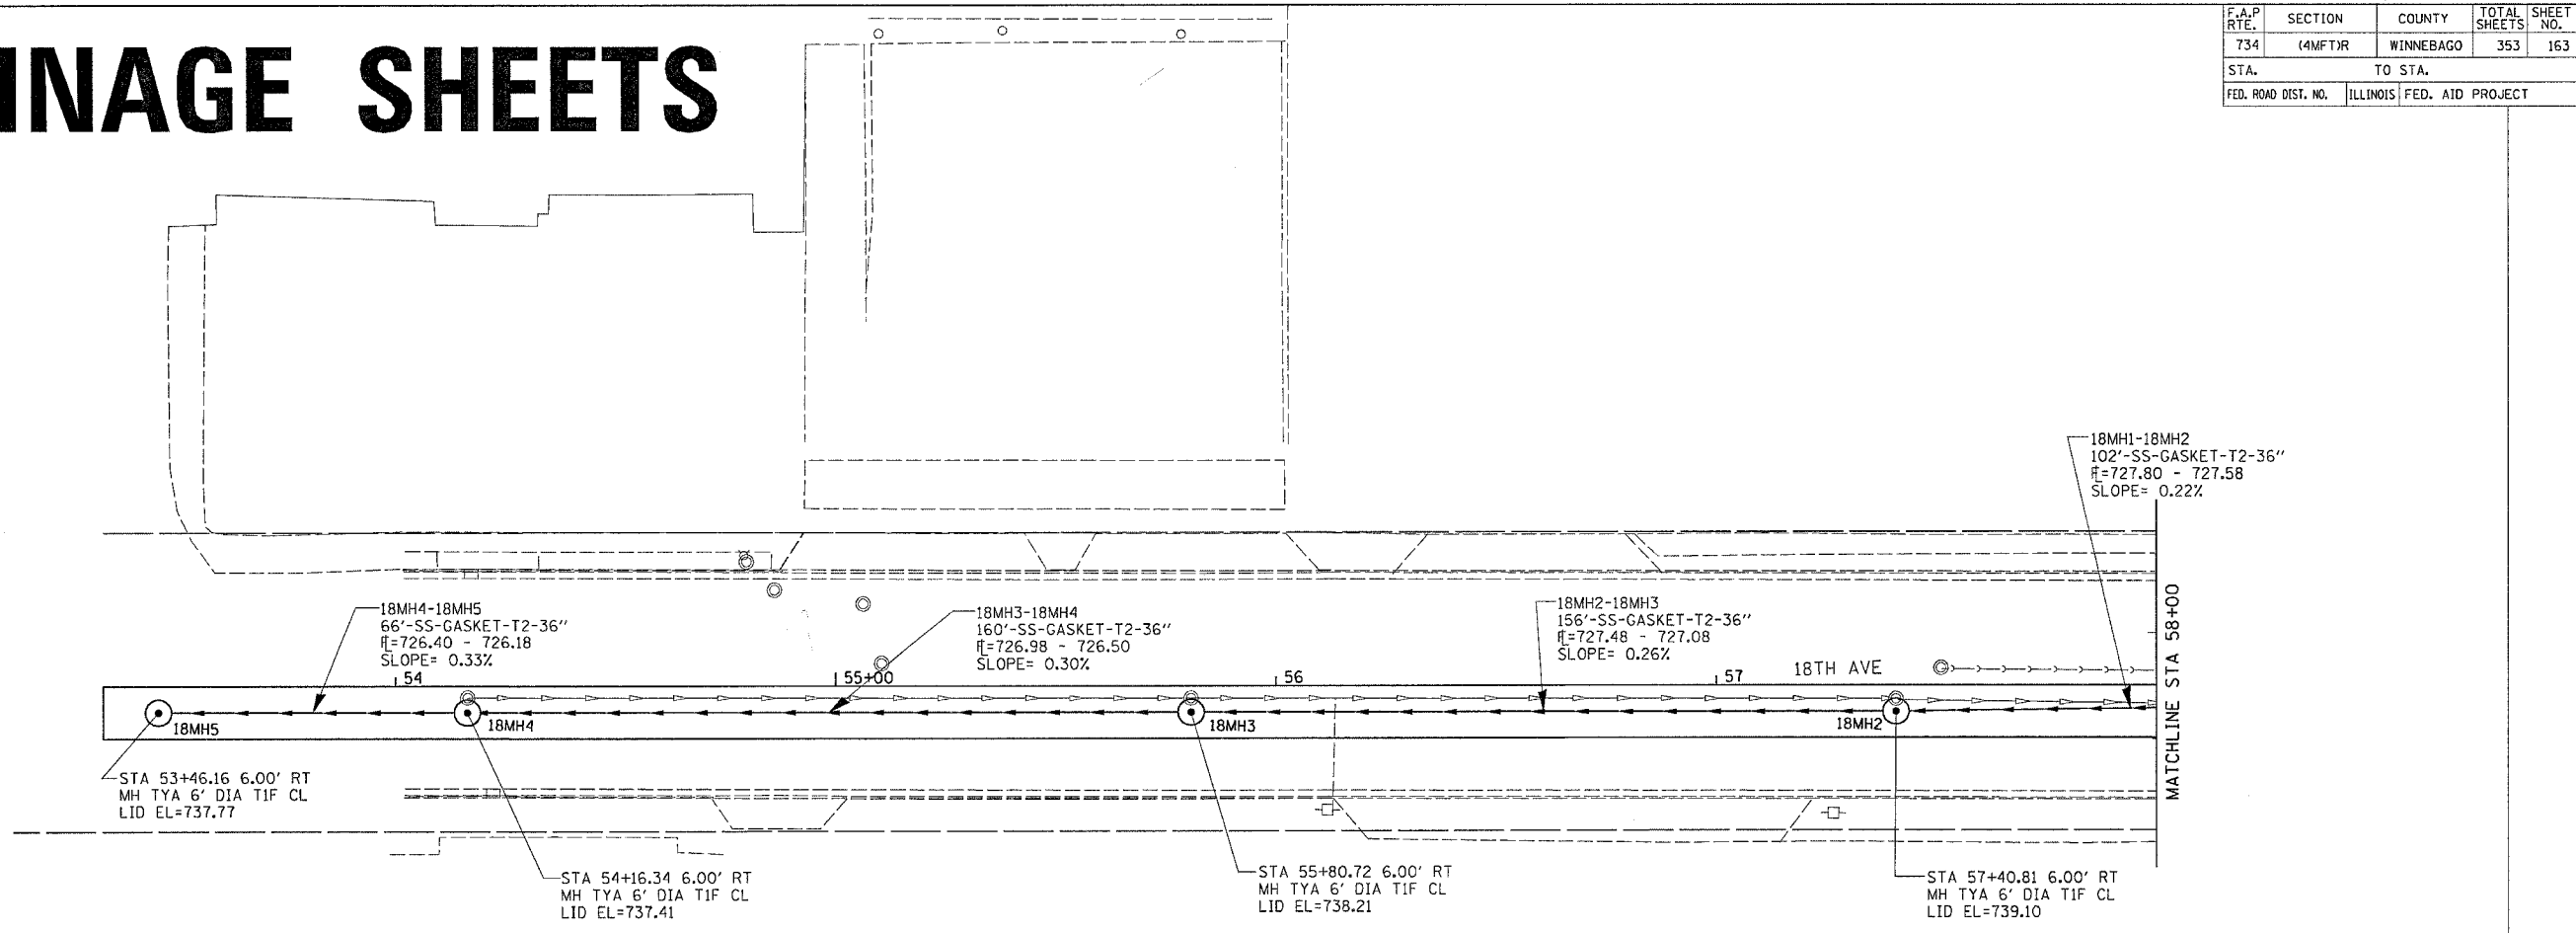 INAGE SHEETS
F.A.P RTE. SECTION COUNTY TOTAL SHEETS SHEET NO.
734 (4MFT)R WINNEBAGO 353 163
STA. TO STA.
FED. ROAD DIST. NO. ILLINOIS FED. AID PROJECT
18MH1-18MH2
102'-SS-GASKET-T2-36"
FL=727.80 - 727.58
SLOPE= 0.22%
18MH4-18MH5
66'-SS-GASKET-T2-36"
FL=726.40 - 726.18
SLOPE= 0.33%
18MH3-18MH4
160'-SS-GASKET-T2-36"
FL=726.98 - 726.50
SLOPE= 0.30%
18MH2-18MH3
156'-SS-GASKET-T2-36"
FL=727.48 - 727.08
SLOPE= 0.26%
54
55+00
56
57
18TH AVE
MATCHLINE STA 58+00
18MH5
18MH4
18MH3
18MH2
STA 53+46.16 6.00' RT
MH TYA 6' DIA T1F CL
LID EL=737.77
STA 54+16.34 6.00' RT
MH TYA 6' DIA T1F CL
LID EL=737.41
STA 55+80.72 6.00' RT
MH TYA 6' DIA T1F CL
LID EL=738.21
STA 57+40.81 6.00' RT
MH TYA 6' DIA T1F CL
LID EL=739.10